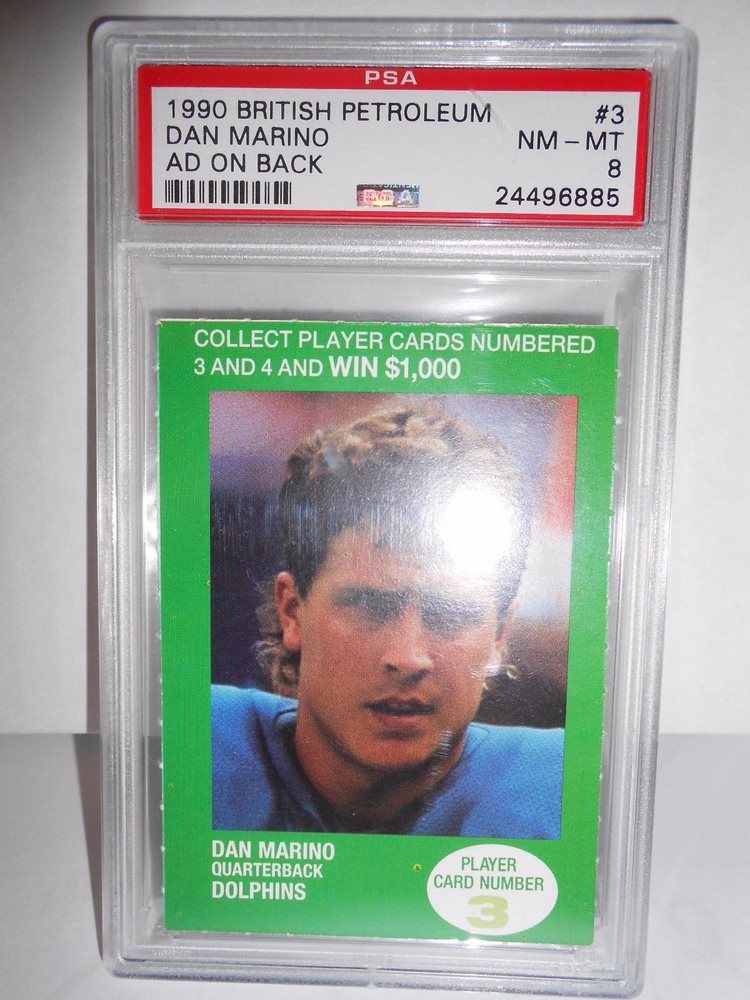 PSA
1990 BRITISH PETROLEUM #3
DAN MARINO NM - MT
AD ON BACK 8
24496885
COLLECT PLAYER CARDS NUMBERED
3 AND 4 AND WIN $1,000
DAN MARINO
QUARTERBACK
DOLPHINS
PLAYER
CARD NUMBER
3